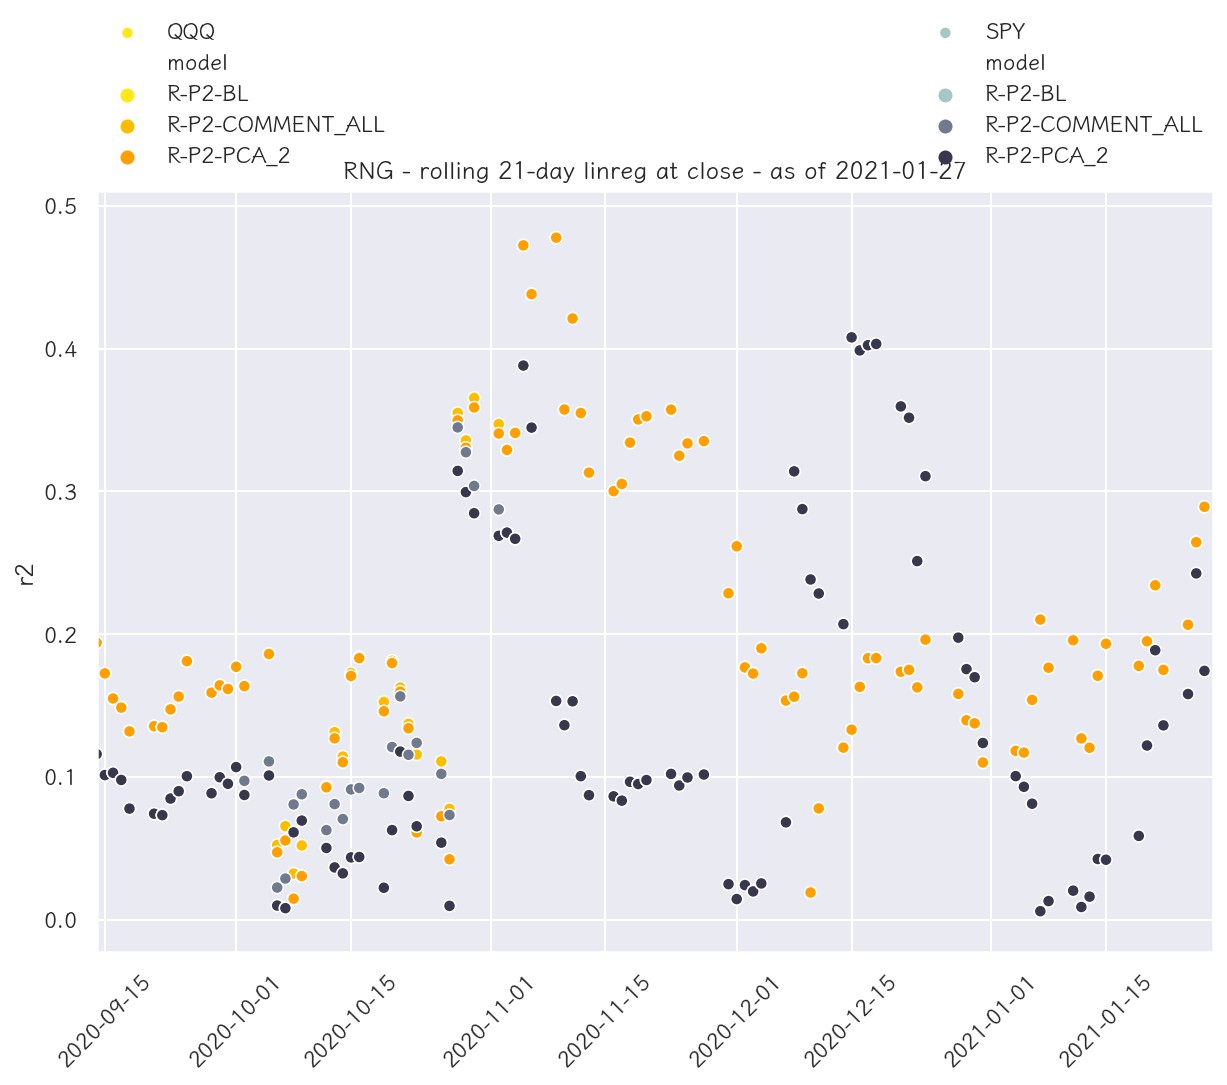 QQQ
model
R-P2-BL
R-P2-COMMENT_ALL
R-P2-PCA_2
SPY
model
R-P2-BL
R-P2-COMMENT_ALL
R-P2-PCA_2
RNG - rolling 21-day linreg at close - as of 2021-01-27
r2
0.5
0.4
0.3
0.2
0.1
0.0
2020-09-15
2020-10-01
2020-10-15
2020-11-01
2020-11-15
2020-12-01
2020-12-15
2021-01-01
2021-01-15